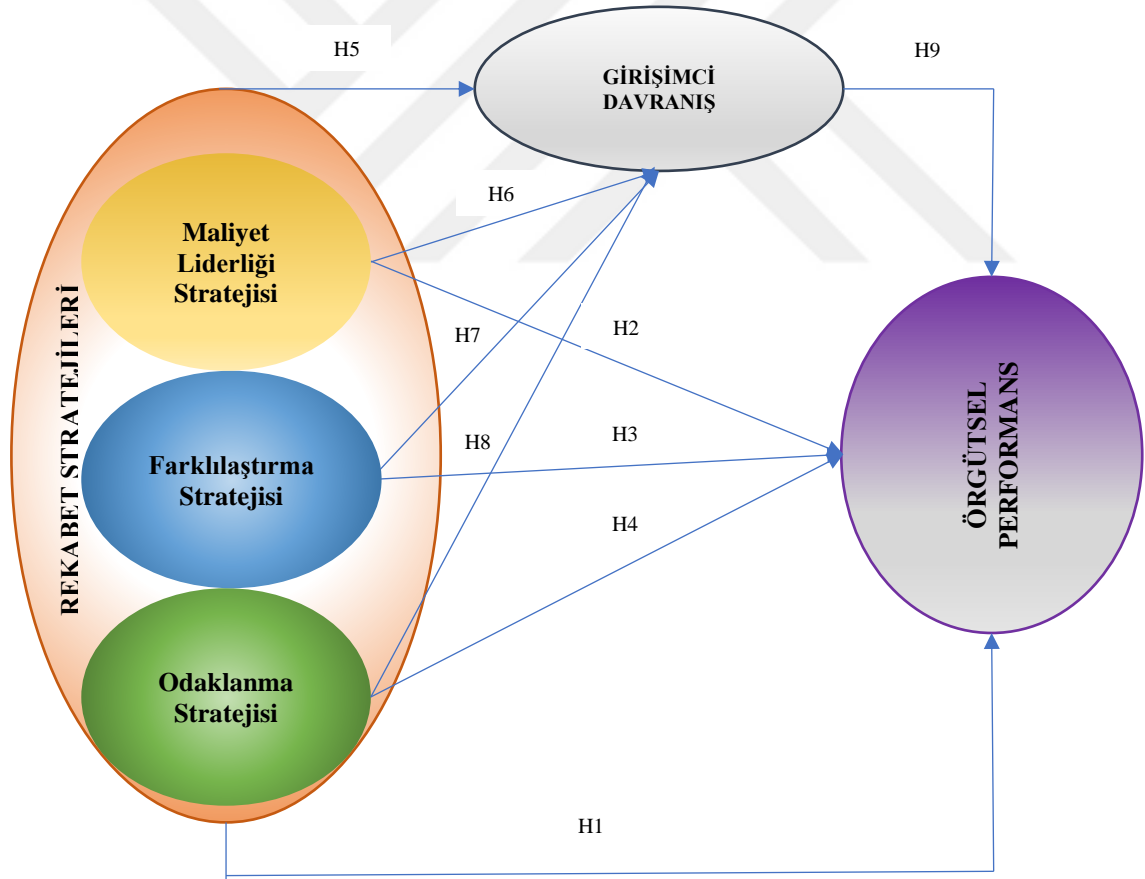 H5
H9
GİRİŞİMCİ
DAVRANIŞ
H6
Maliyet
Liderliği
Stratejisi
REKABET STRATEJİLERİ
H7
H2
H8
H3
Farklılaştırma
Stratejisi
ÖRGÜTSEL
PERFORMANS
H4
Odaklanma
Stratejisi
H1